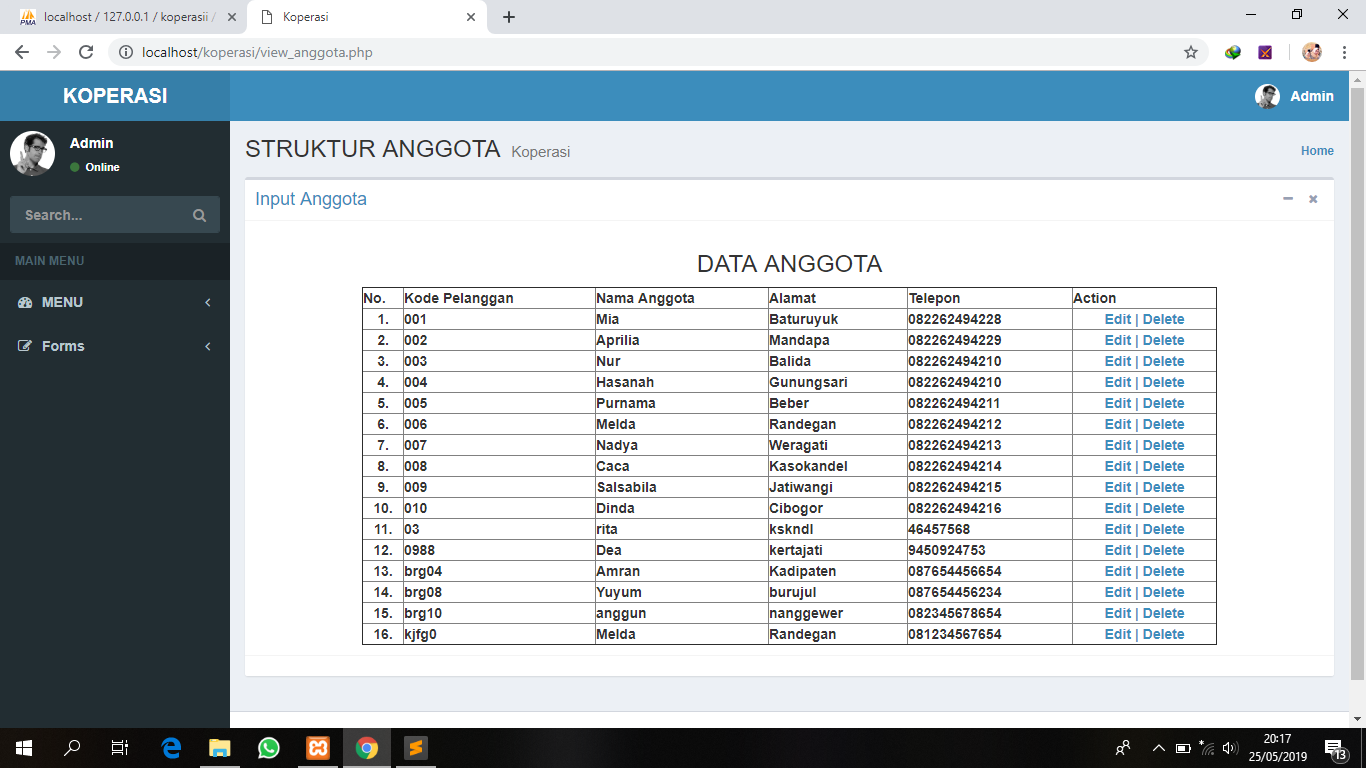 localhost / 127.0.0.1 / koperasii /
Koperasi
localhost/koperasi/view_anggota.php
KOPERASI
Admin
Admin
Online
Search...
MAIN MENU
MENU
Forms
STRUKTUR ANGGOTA Koperasi
Home
Input Anggota
DATA ANGGOTA
No. Kode Pelanggan Nama Anggota Alamat Telepon Action
1. 001 Mia Baturuyuk 082262494228 Edit | Delete
2. 002 Aprilia Mandapa 082262494229 Edit | Delete
3. 003 Nur Balida 082262494210 Edit | Delete
4. 004 Hasanah Gunungsari 082262494210 Edit | Delete
5. 005 Purnama Beber 082262494211 Edit | Delete
6. 006 Melda Randegan 082262494212 Edit | Delete
7. 007 Nadya Weragati 082262494213 Edit | Delete
8. 008 Caca Kasokandel 082262494214 Edit | Delete
9. 009 Salsabila Jatiwangi 082262494215 Edit | Delete
10. 010 Dinda Cibogor 082262494216 Edit | Delete
11. 03 rita kskndl 46457568 Edit | Delete
12. 0988 Dea kertajati 9450924753 Edit | Delete
13. brg04 Amran Kadipaten 087654456654 Edit | Delete
14. brg08 Yuyum burujul 087654456234 Edit | Delete
15. brg10 anggun nanggewer 082345678654 Edit | Delete
16. kjfg0 Melda Randegan 081234567654 Edit | Delete
20:17
25/05/2019
13